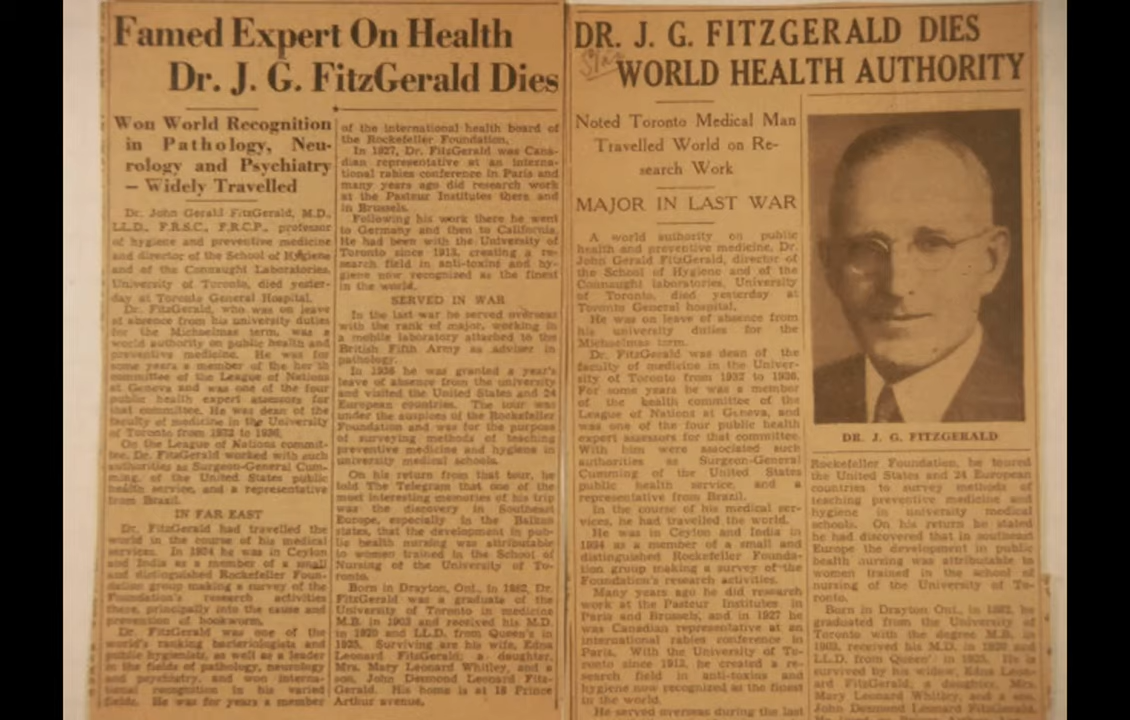 Famed Expert On Health
Dr. J. G. FitzGerald Dies
Won World Recognition
in Pathology, Neu-
rology and Psychiatry
— Widely Travelled
Dr. John Gerald FitzGerald, M.D.,
LL.D., F.R.S.C., F.R.C.P., professor
of hygiene and preventive medicine
and director of the School of Hygiene
and of the Connaught Laboratories,
University of Toronto, died yester-
day at Toronto General Hospital.
Dr. FitzGerald, who was on leave
of absence from his university duties
for the Michaelmas term, was a
world authority on public health and
preventive medicine. He was for
some years a member of the health
committee of the League of Nations
at Geneva and was one of the four
public health expert assessors for
that committee. He was dean of the
faculty of medicine in the University
of Toronto from 1932 to 1936.
On the League of Nations commit-
tee, Dr. FitzGerald worked with such
authorities as Surgeon-General Cum-
ming, of the United States public
health service, and a representative
from Brazil.
IN FAR EAST
Dr. FitzGerald had travelled the
world in the course of his medical
services. In 1934 he was in Ceylon
and India as a member of a small
and distinguished Rockefeller Foun-
dation group making a survey of the
Foundation's research activities
there, principally into the cause and
prevention of hookworm.
Dr. FitzGerald was one of the
world's ranking bacteriologists and
public hygienists, as well as a leader
in the fields of pathology, neurology
and psychiatry, and won interna-
tional recognition in his varied
fields. He was for years a member
of the international health board of
the Rockefeller Foundation.
In 1927, Dr. FitzGerald was Cana-
dian representative at an interna-
tional rabies conference in Paris and
many years ago did research work
at the Pasteur Institutes there and
in Brussels.
Following his work there he went
to Germany and then to California.
He had been with the University of
Toronto since 1913, creating a re-
search field in anti-toxins and hy-
giene now recognized as the finest
in the world.
SERVED IN WAR
In the last war he served overseas
with the rank of major, working in
a mobile laboratory attached to the
British Fifth Army as adviser in
pathology.
In 1936 he was granted a year's
leave of absence from the university
and visited the United States and 24
European countries. The tour was
under the auspices of the Rockefeller
Foundation and was for the purpose
of surveying methods of teaching
preventive medicine and hygiene in
university medical schools.
On his return from that tour, he
told The Telegram that one of the
most interesting memories of his trip
was the discovery in Southeast
Europe, especially in the Balkan
states, that the development in pub-
lic health nursing was attributable
to women trained in the School of
Nursing of the University of To-
ronto.
Born in Drayton, Ont., in 1882, Dr.
FitzGerald was a graduate of the
University of Toronto in medicine
M.B. in 1903 and received his M.D.
in 1920 and LL.D. from Queen's in
1925. Surviving are his wife, Edna
Leonard FitzGerald; a daughter,
Mrs. Mary Leonard Whitley, and a
son, John Desmond Leonard Fitz-
Gerald. His home is at 18 Prince
Arthur avenue.
DR. J. G. FITZGERALD DIES
Star
WORLD HEALTH AUTHORITY
Noted Toronto Medical Man
Travelled World on Re-
search Work
MAJOR IN LAST WAR
A world authority on public
health and preventive medicine, Dr.
John Gerald FitzGerald, director of
the School of Hygiene and of the
Connaught laboratories, University
of Toronto, died yesterday at
Toronto General hospital.
He was on leave of absence from
his university duties for the
Michaelmas term.
Dr. FitzGerald was dean of the
faculty of medicine in the Univer-
sity of Toronto from 1932 to 1936.
For some years he was a member
of the health committee of the
League of Nations at Geneva, and
was one of the four public health
expert assessors for that committee.
With him were associated such
authorities as Surgeon-General
Cumming of the United States
public health service, and a
representative from Brazil.
In the course of his medical ser-
vices, he had travelled the world.
He was in Ceylon and India in
1934 as a member of a small and
distinguished Rockefeller Founda-
tion group making a survey of the
Foundation's research activities.
Many years ago he did research
work at the Pasteur Institutes in
Paris and Brussels, and in 1927 he
was Canadian representative at an
international rabies conference in
Paris. With the University of To-
ronto since 1913, he created a re-
search field in anti-toxins and
hygiene now recognized as the finest
in the world.
He served overseas during the last
DR. J. G. FITZGERALD
Rockefeller Foundation, he toured
the United States and 24 European
countries to survey methods of
teaching preventive medicine and
hygiene in university medical
schools. On his return he stated
he had discovered that in southeast
Europe the development in public
health nursing was attributable to
women trained in the school of
nursing of the University of To-
ronto.
Born in Drayton Ont., in 1882, he
graduated from the University of
Toronto with the degree M.B. in
1903, received his M.D. in 1920 and
LL.D. from Queen's in 1925. He is
survived by his widow, Edna Leon-
ard FitzGerald; a daughter, Mrs.
Mary Leonard Whitley, and a son,
John Desmond Leonard FitzGerald.